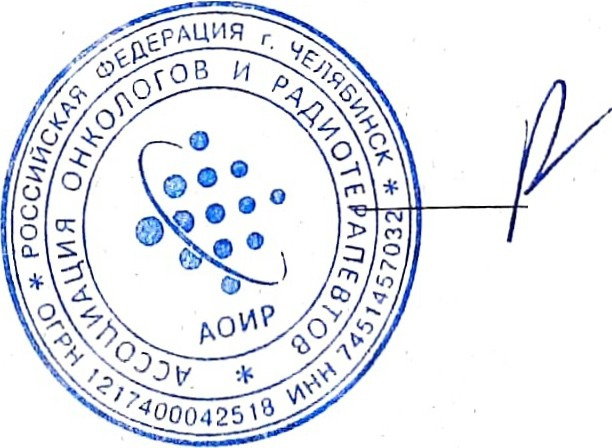 * РОССИЙСКАЯ ФЕДЕРАЦИЯ г. ЧЕЛЯБИНСК *
ОГРН 1217400042518 ИНН 7451457032
* АССОЦИАЦИЯ ОНКОЛОГОВ И РАДИОТЕРАПЕВТОВ
АОИР